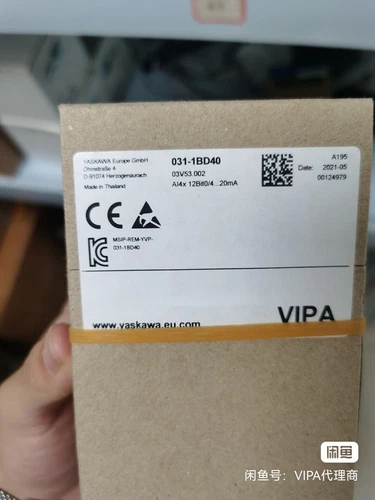 YASKAWA Europe GmbH
Ohmstraße 4
D-91074 Herzogenaurach
Made in Thailand
031-1BD40
03V53.002
AI4x 12Bit0/4...20mA
A195
Date: 2021-05
00124979
CE
MSIP-REM-YVP-
031-1BD40
www.yaskawa.eu.com
VIPA
闲鱼
闲鱼号：VIPA代理商